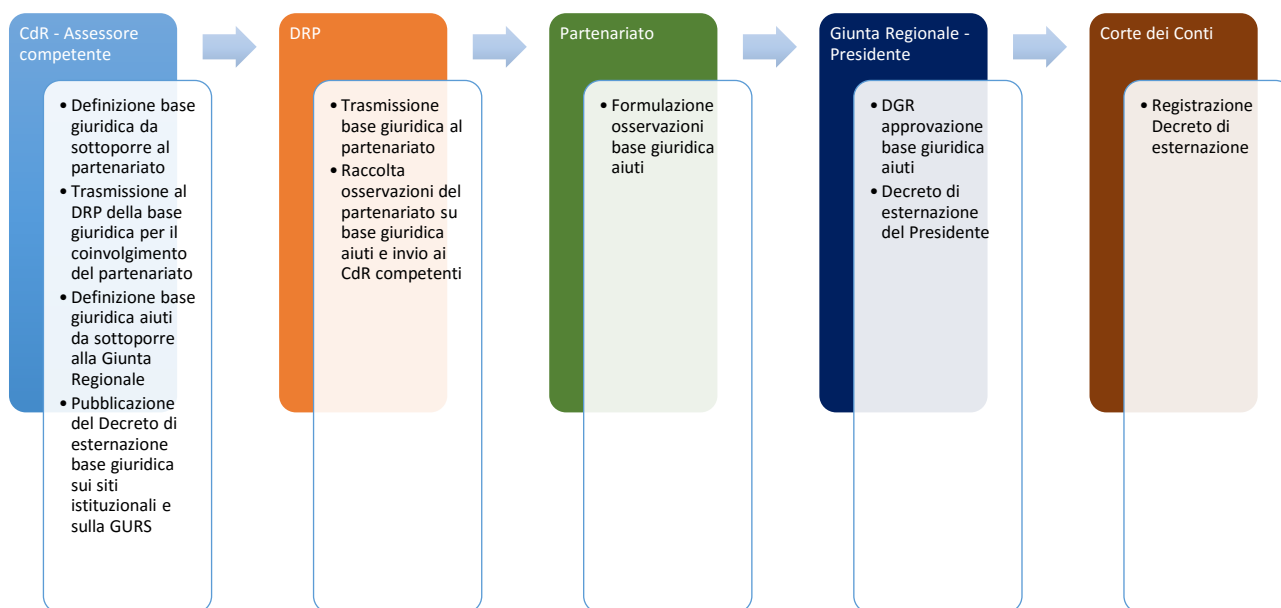 CdR - Assessore
competente
• Definizione base
giuridica da
sottoporre al
partenariato
• Trasmissione al
DRP della base
giuridica per il
coinvolgimento
del partenariato
• Definizione base
giuridica aiuti
da sottoporre
alla Giunta
Regionale
• Pubblicazione
del Decreto di
esternazione
base giuridica
sui siti
istituzionali e
sulla GURS
DRP
• Trasmissione
base giuridica al
partenariato
• Raccolta
osservazioni del
partenariato su
base giuridica
aiuti e invio ai
CdR competenti
Partenariato
• Formulazione
osservazioni
base giuridica
aiuti
Giunta Regionale -
Presidente
• DGR
approvazione
base giuridica
aiuti
• Decreto di
esternazione
del Presidente
Corte dei Conti
• Registrazione
Decreto di
esternazione